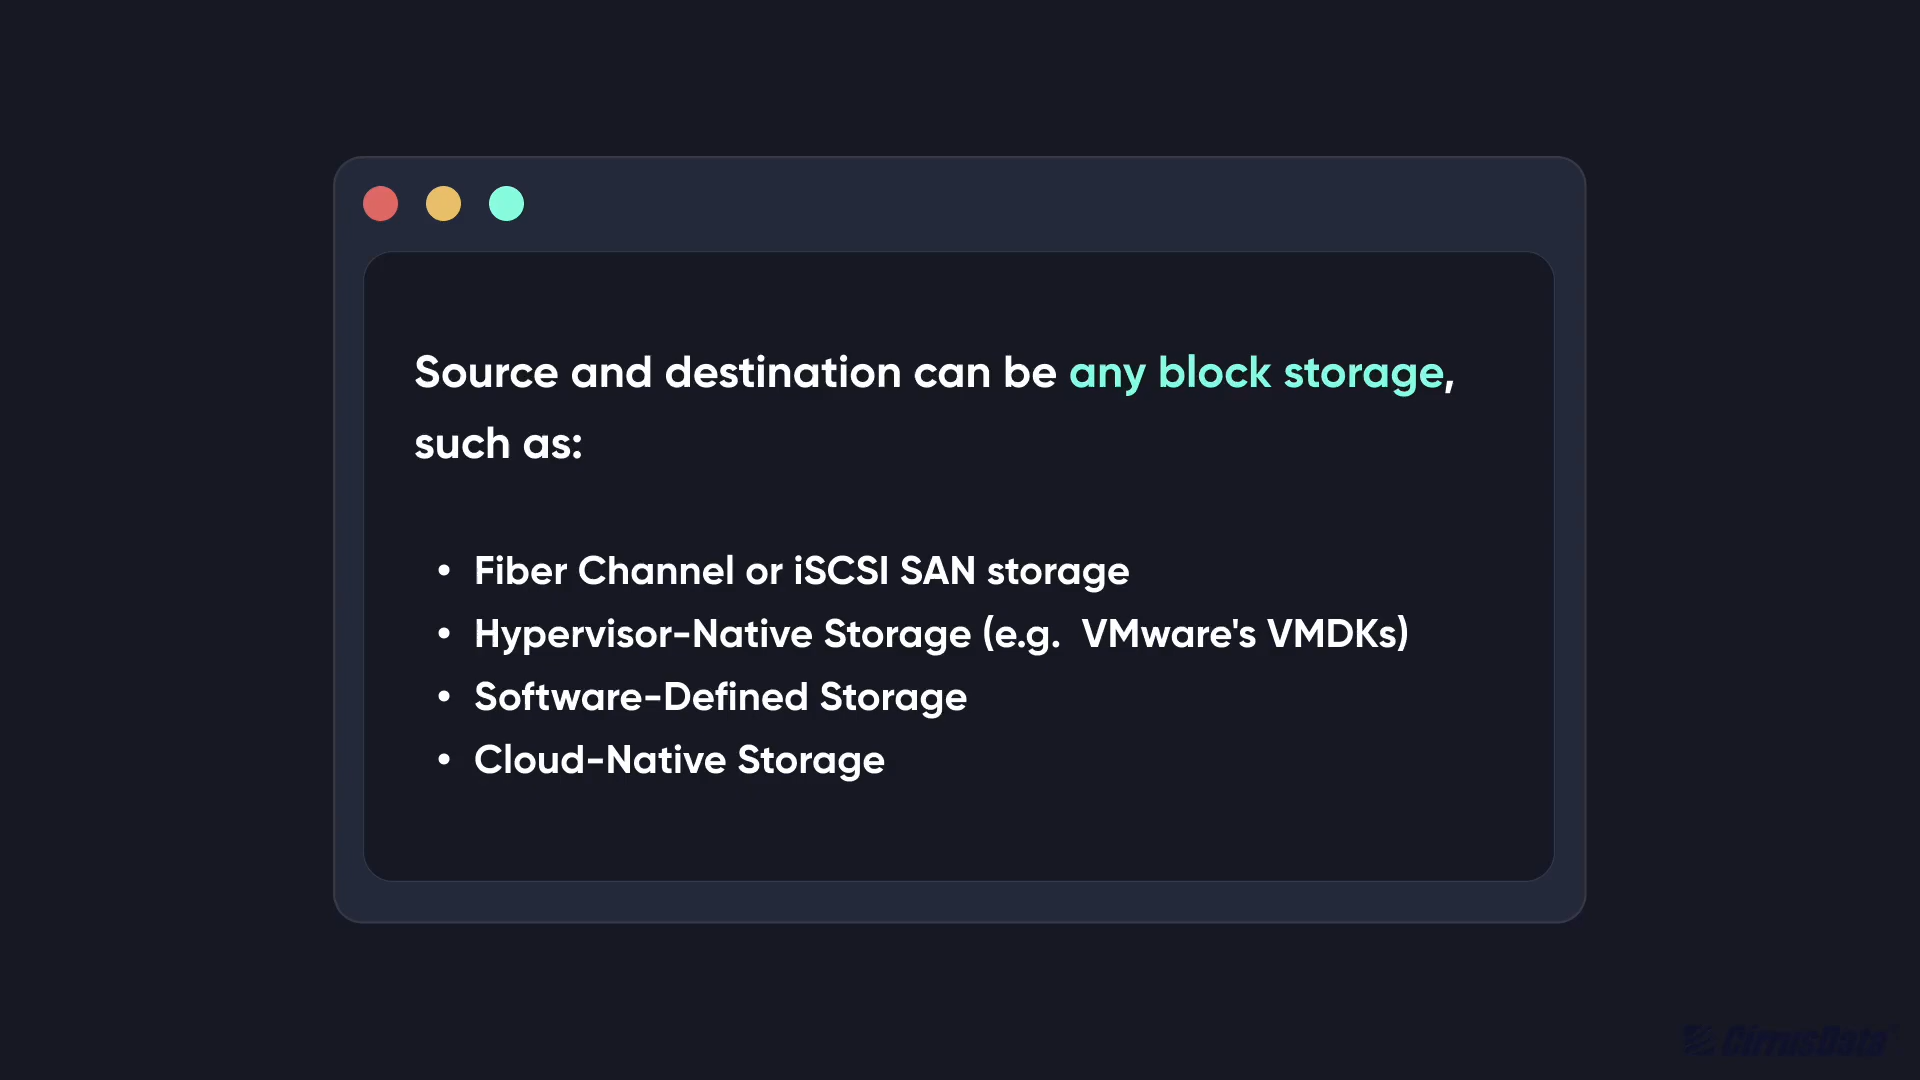 Source and destination can be any block storage,
such as:
• Fiber Channel or iSCSI SAN storage
• Hypervisor-Native Storage (e.g.  VMware's VMDKs)
• Software-Defined Storage
• Cloud-Native Storage
CirrusData